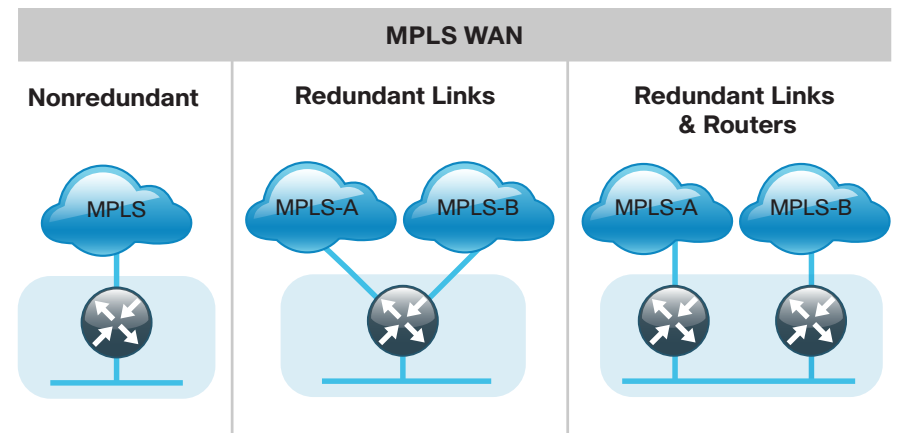 MPLS WAN
Nonredundant
MPLS
Redundant Links
MPLS-A
MPLS-B
Redundant Links
& Routers
MPLS-A
MPLS-B